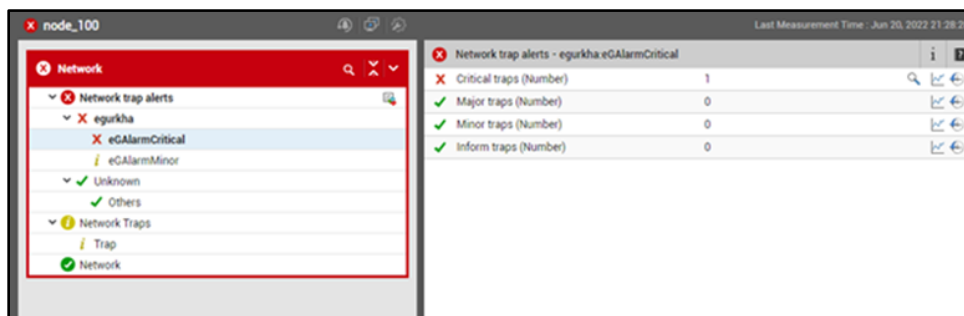 node_100
Last Measurement Time : Jun 20, 2022 21:28:2
Network
Network trap alerts
egurkha
eGAlarmCritical
eGAlarmMinor
Unknown
Others
Network Traps
Trap
Network
Network trap alerts - egurkha:eGAlarmCritical
Critical traps (Number) 1
Major traps (Number) 0
Minor traps (Number) 0
Inform traps (Number) 0